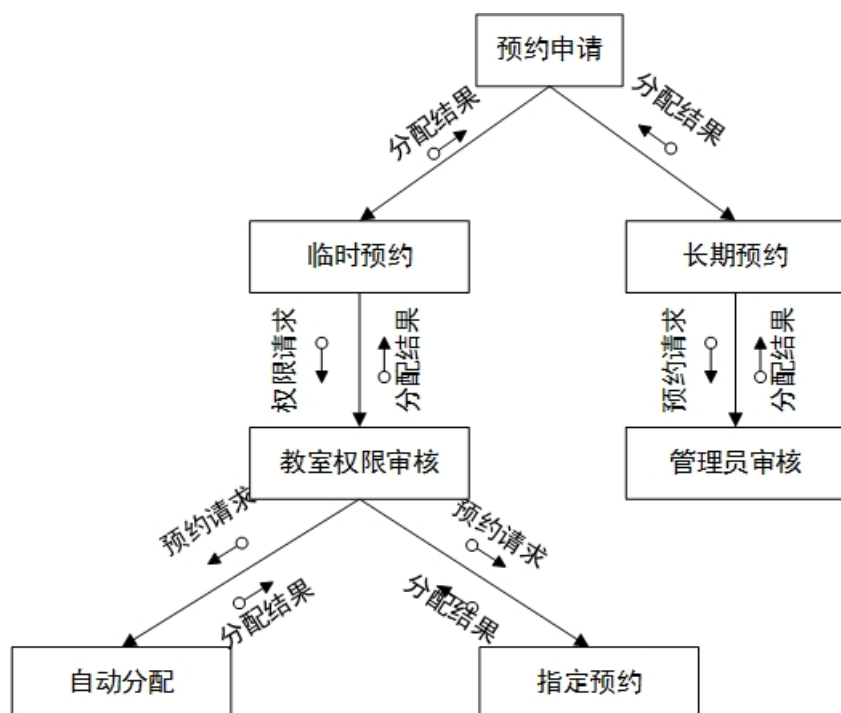 预约申请
分配结果
分配结果
临时预约
长期预约
权限请求
分配结果
预约请求
分配结果
教室权限审核
管理员审核
预约请求
预约请求
分配结果
分配结果
自动分配
指定预约